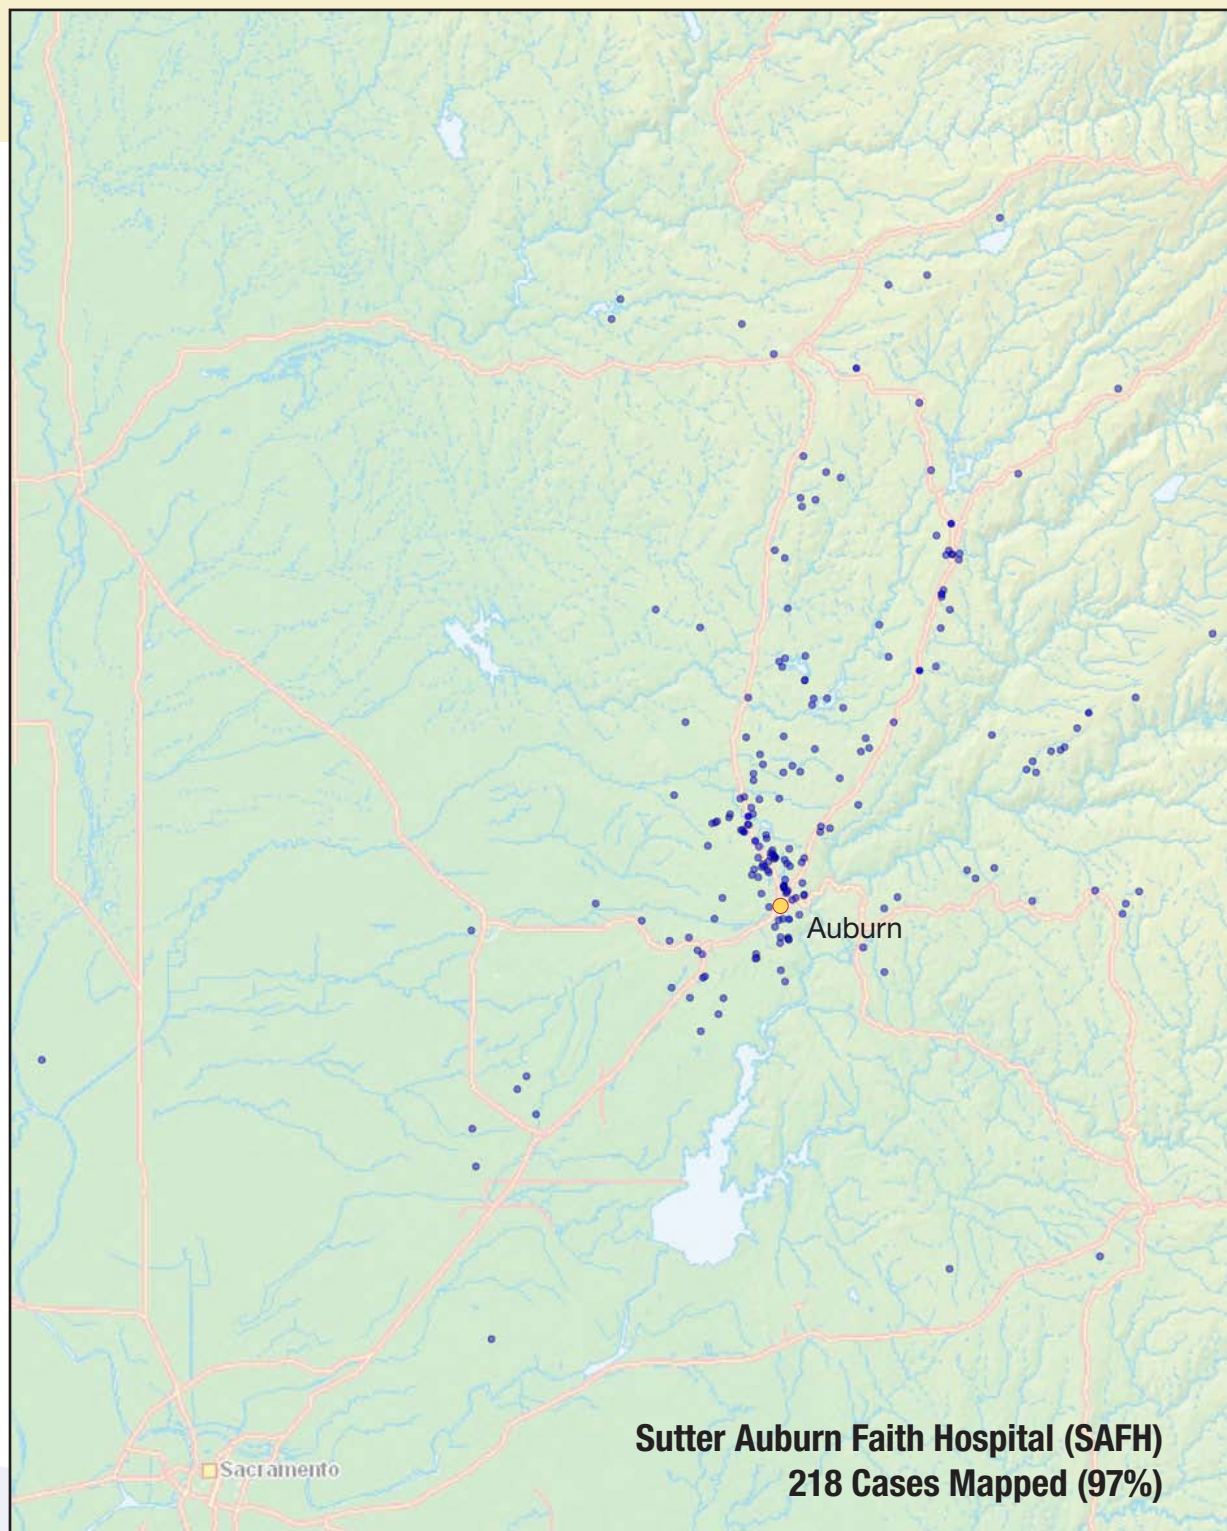 Auburn
Sacramento
Sutter Auburn Faith Hospital (SAFH)
218 Cases Mapped (97%)